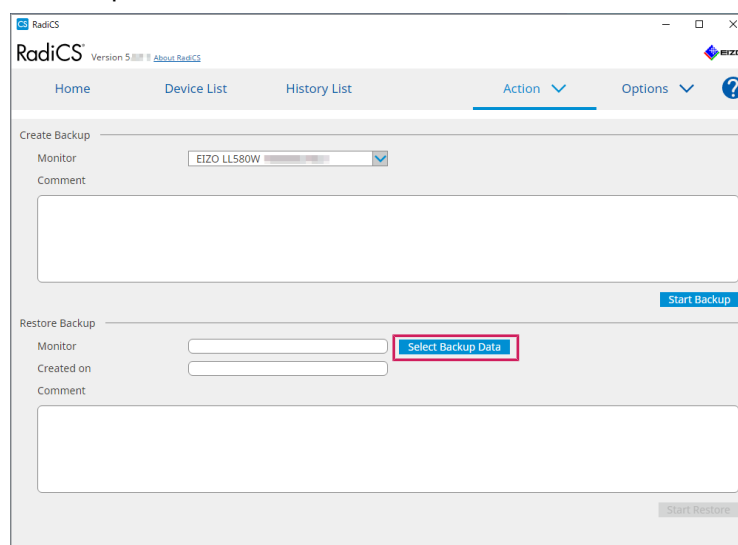 CS RadiCS
RadiCS® Version 5. About RadiCS EIZO
Home Device List History List Action Options ?
Create Backup
Monitor EIZO LL580W
Comment
Start Backup
Restore Backup
Monitor Select Backup Data
Created on
Comment
Start Restore